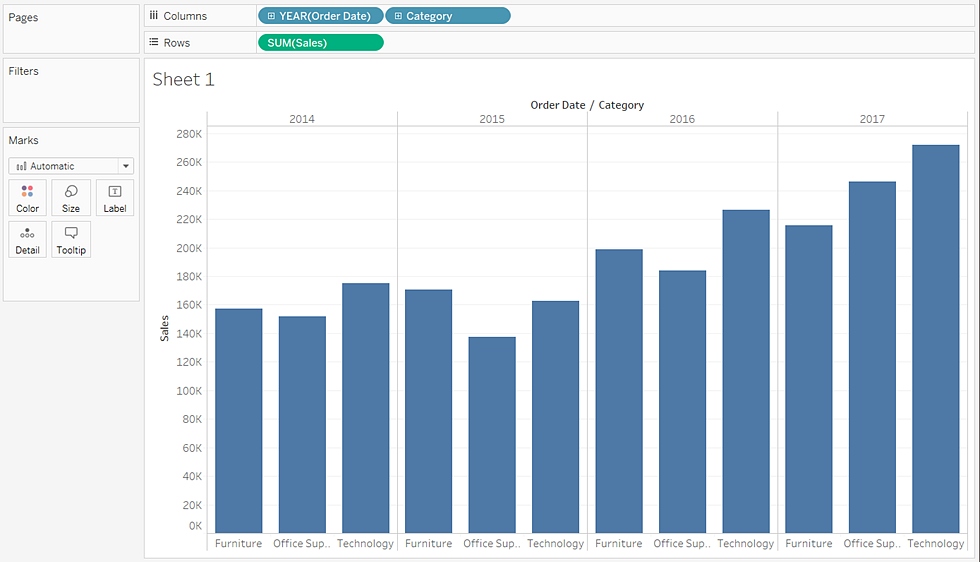 Pages
Columns
YEAR(Order Date)
Category
Rows
SUM(Sales)
Filters
Marks
Automatic
Color
Size
Label
Detail
Tooltip
Sheet 1
Order Date / Category
2014 2015 2016 2017
Sales
280K
260K
240K
220K
200K
180K
160K
140K
120K
100K
80K
60K
40K
20K
0K
Furniture Office Sup.. Technology Furniture Office Sup.. Technology Furniture Office Sup.. Technology Furniture Office Sup.. Technology